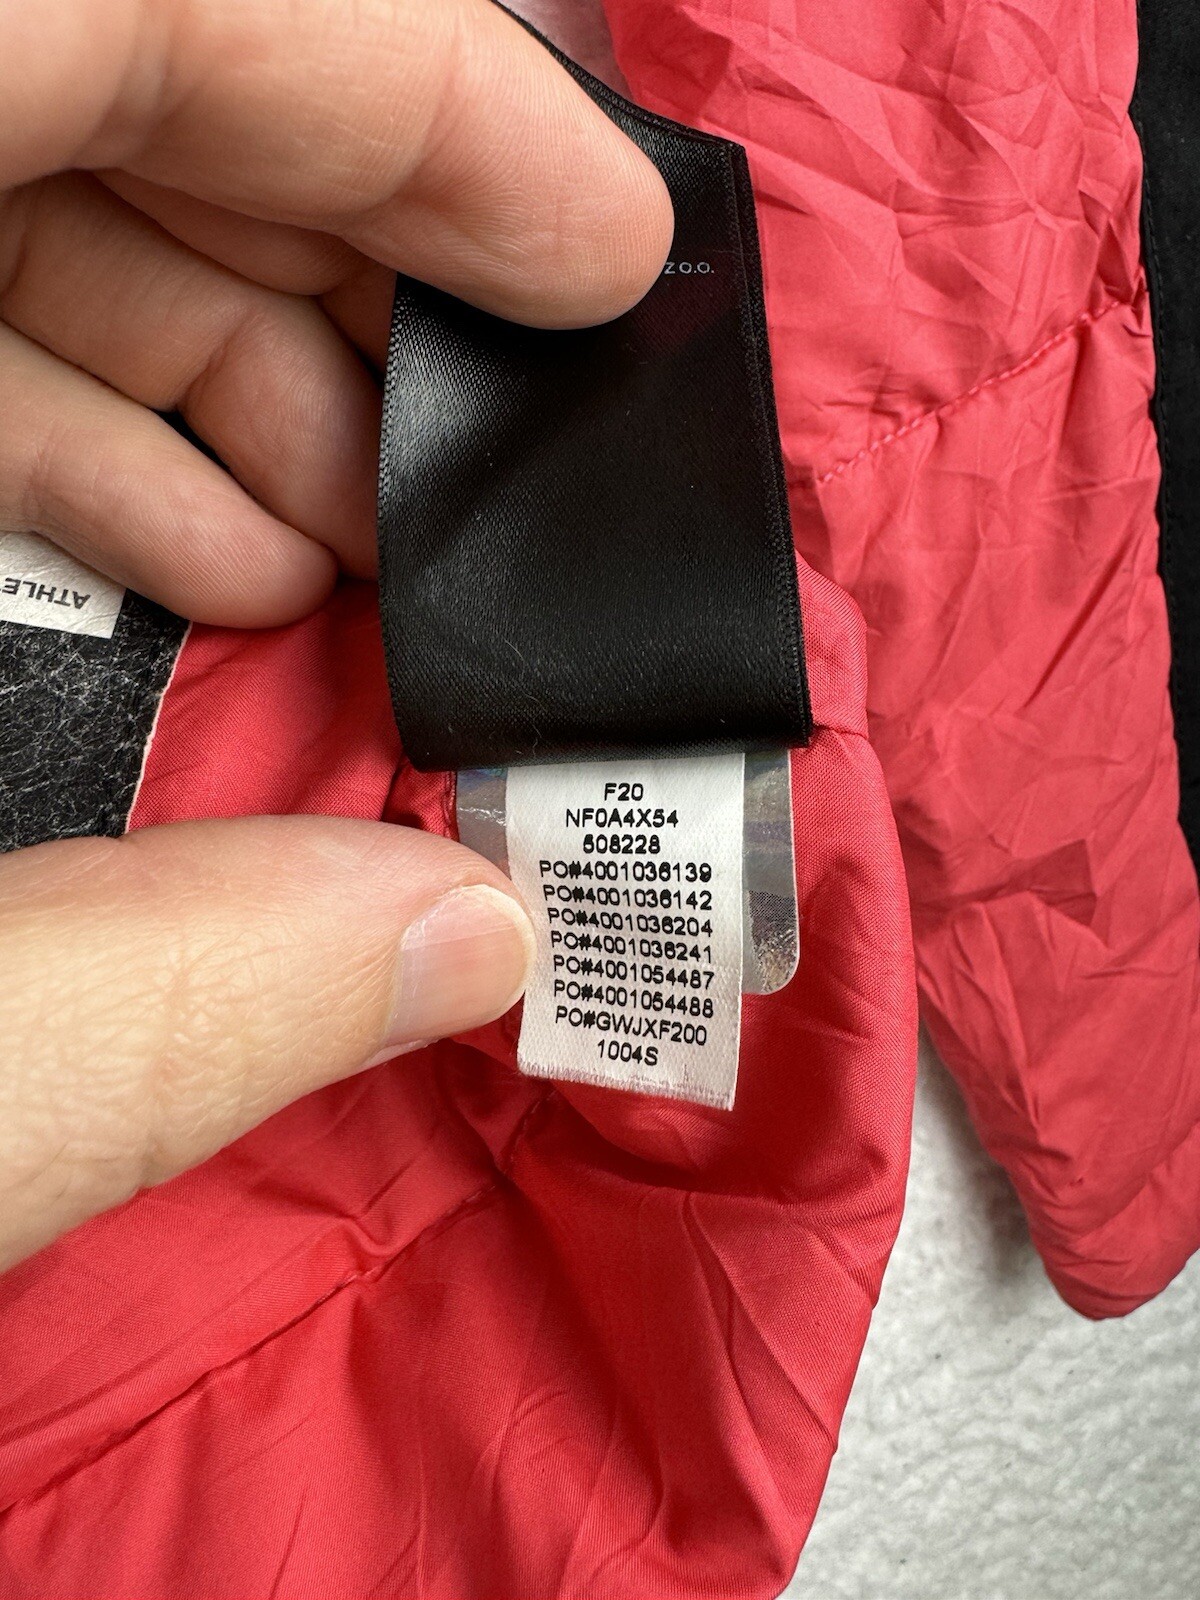 Z O.O.
ATHLE
F20
NF0A4X54
508228
PO#4001036139
PO#4001036142
PO#4001036204
PO#4001036241
PO#4001054487
PO#4001054488
PO#GWJXF200
1004S